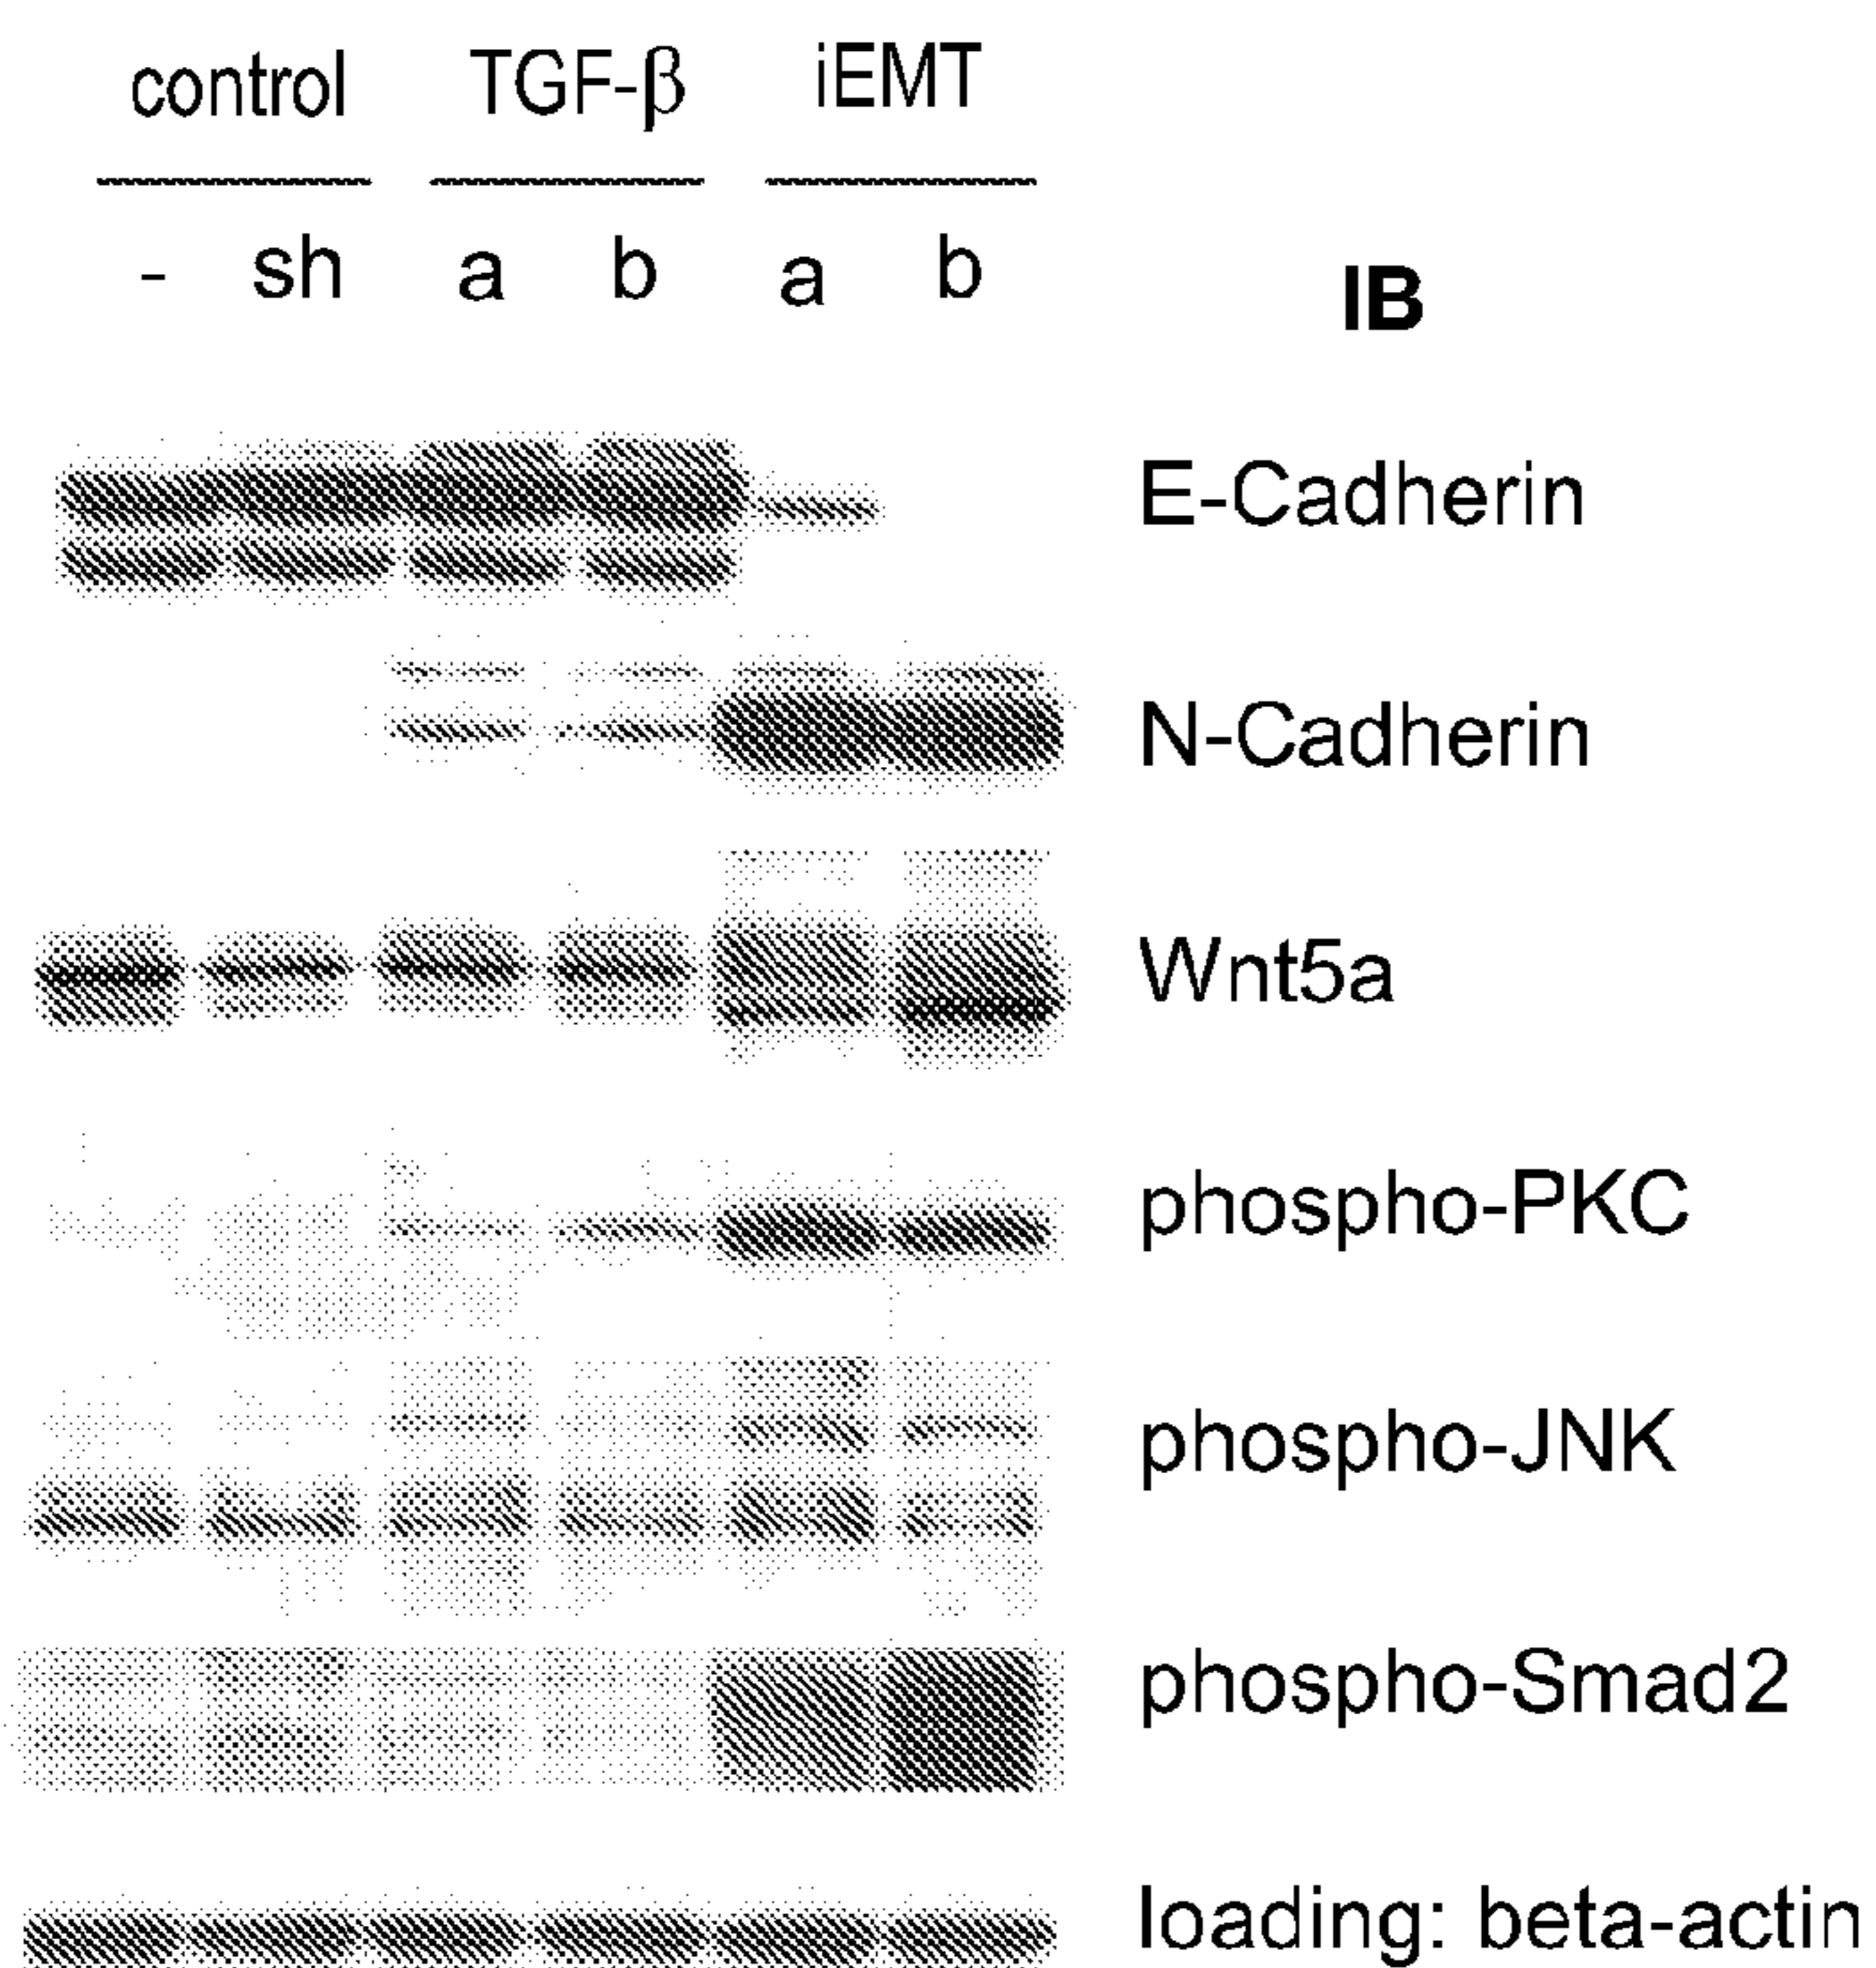 control TGF-β iEMT
- sh a b a b
IB
E-Cadherin
N-Cadherin
Wnt5a
phospho-PKC
phospho-JNK
phospho-Smad2
loading: beta-actin